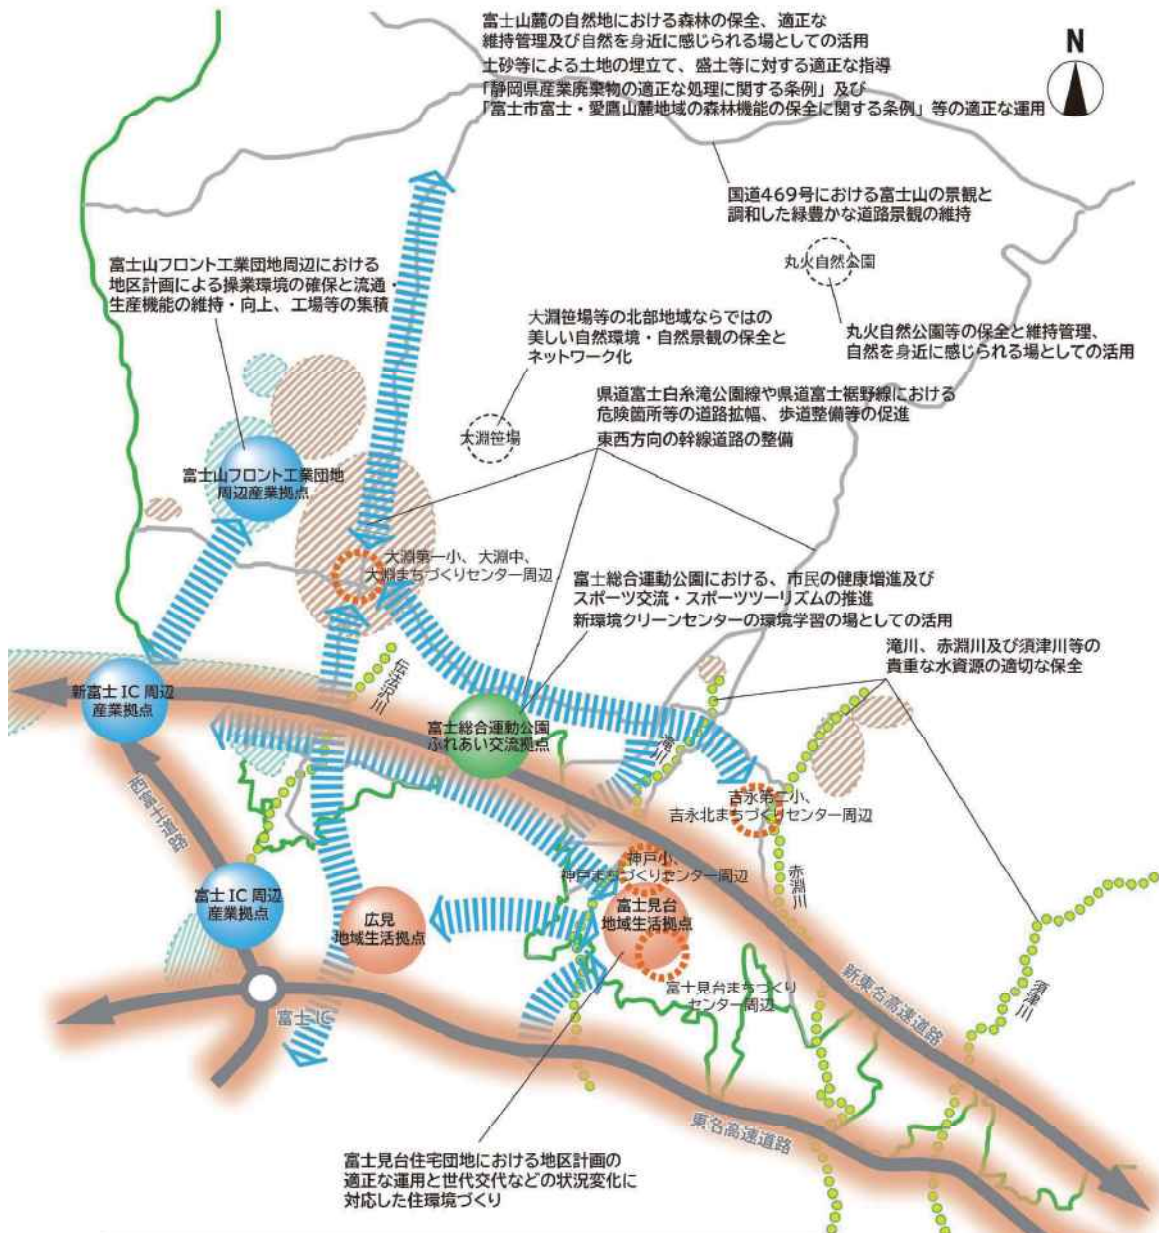 富士山麓の自然地における森林の保全、適正な
維持管理及び自然を身近に感じられる場としての活用
土砂等による土地の埋立て、盛土等に対する適正な指導
「静岡県産業廃棄物の適正な処理に関する条例」及び
「富士市富士・愛鷹山麓地域の森林機能の保全に関する条例」等の適正な運用
N
国道469号における富士山の景観と
調和した緑豊かな道路景観の維持
丸火自然公園
富士山フロント工業団地周辺における
地区計画による操業環境の確保と流通・
生産機能の維持・向上、工場等の集積
大淵笹場等の北部地域ならではの
美しい自然環境・自然景観の保全と
ネットワーク化
丸火自然公園等の保全と維持管理、
自然を身近に感じられる場としての活用
県道富士白糸滝公園線や県道富士裾野線における
危険箇所等の道路拡幅、歩道整備等の促進
東西方向の幹線道路の整備
大淵笹場
富士山フロント工業団地
周辺産業拠点
大淵第一小、大淵中、
大淵まちづくりセンター周辺
富士総合運動公園における、市民の健康増進及び
スポーツ交流・スポーツツーリズムの推進
新環境クリーンセンターの環境学習の場としての活用
滝川、赤淵川及び須津川等の
貴重な水資源の適切な保全
伝法沢川
新富士IC周辺
産業拠点
富士総合運動公園
ふれあい交流拠点
滝川
西富士道路
吉永第二小、
吉永北まちづくりセンター周辺
神戸小、
神戸まちづくりセンター周辺
赤淵川
富士IC周辺
産業拠点
広見
地域生活拠点
富士見台
地域生活拠点
富士見台まちづくり
センター周辺
新東名高速道路
須津川
富士IC
東名高速道路
富士見台住宅団地における地区計画の
適正な運用と世代交代などの状況変化に
対応した住環境づくり